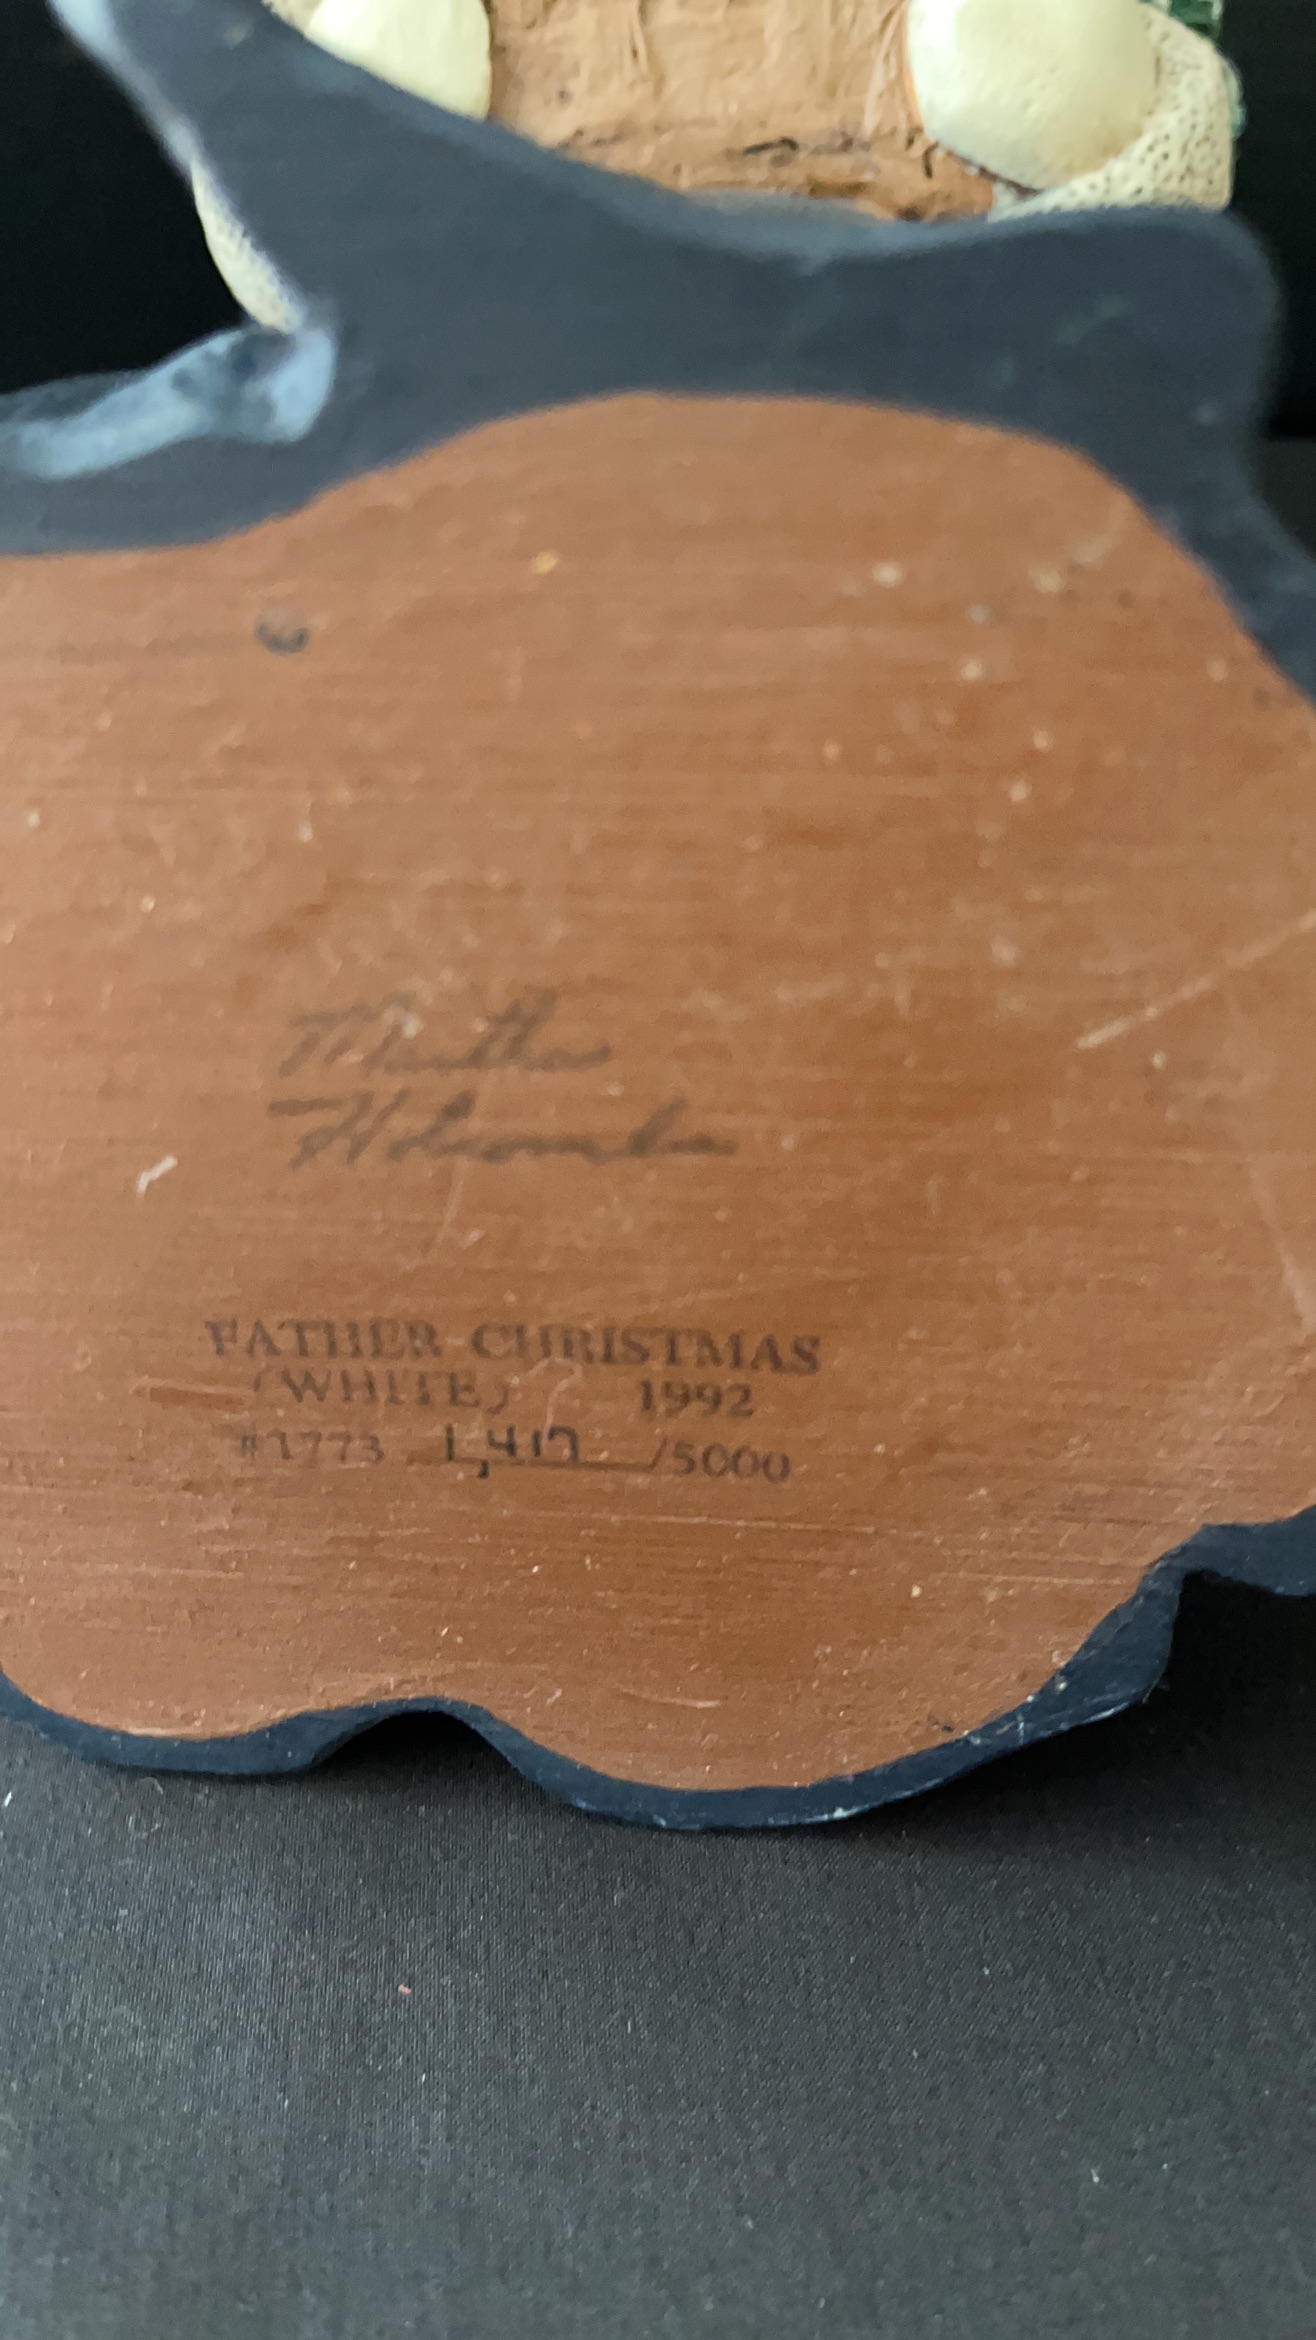 Martha
Holcombe
FATHER CHRISTMAS
(WHITE) 1992
#1773 1,417 /5000